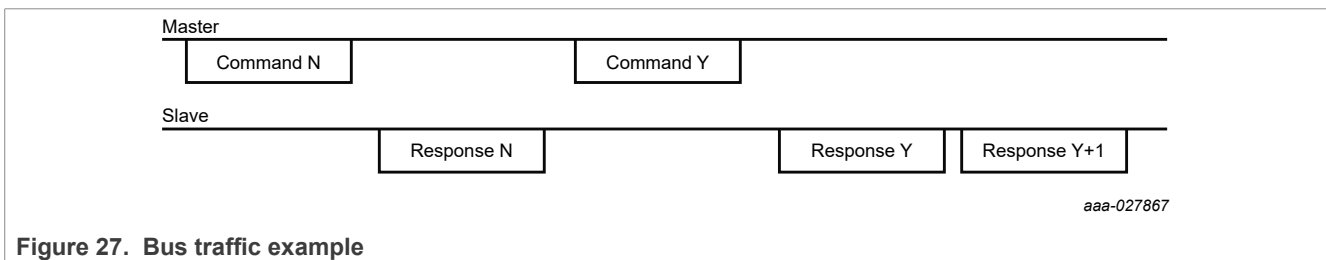 Master
Command N
Command Y
Slave
Response N
Response Y
Response Y+1
aaa-027867
Figure 27. Bus traffic example